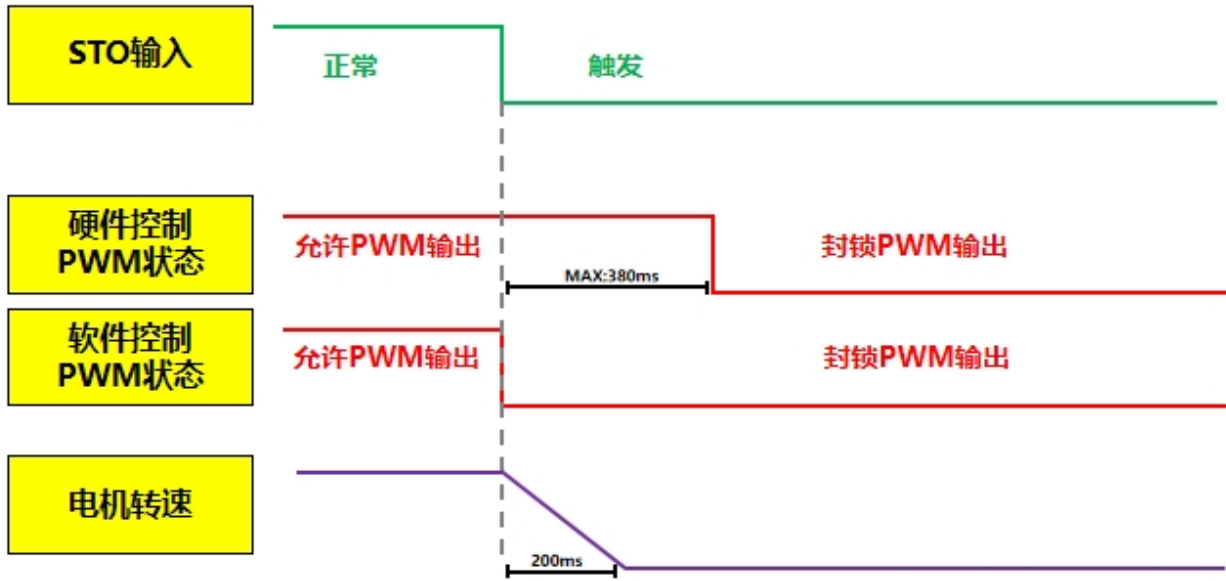 STO输入
正常
触发
硬件控制
PWM状态
允许PWM输出
MAX:380ms
封锁PWM输出
软件控制
PWM状态
允许PWM输出
封锁PWM输出
电机转速
200ms